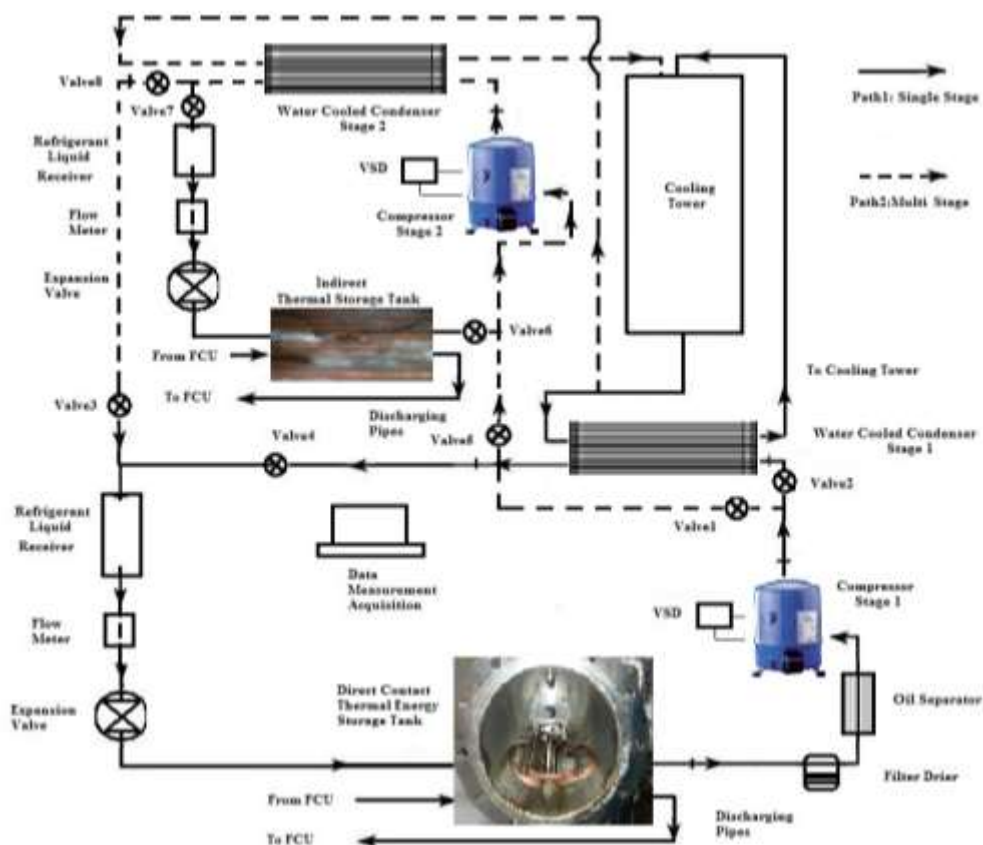 Valve8
Valve7
Water Cooled Condenser
Stage 2
Path1: Single Stage
Refrigerant
Liquid
Receiver
VSD
Cooling
Tower
Path2:Multi Stage
Flow
Meter
Compressor
Stage 2
Expansion
Valve
Indirect
Thermal Storage Tank
Valve6
From FCU
To FCU
To Cooling Tower
Valve3
Discharging
Pipes
Valve4
Valve5
Water Cooled Condenser
Stage 1
Valve2
Valve1
Refrigerant
Liquid
Receiver
Data
Measurement
Acquisition
Compressor
Stage 1
VSD
Flow
Meter
Direct Contact
Thermal Energy
Storage Tank
Expansion
Valve
Oil Separator
Filter Drier
From FCU
To FCU
Discharging
Pipes